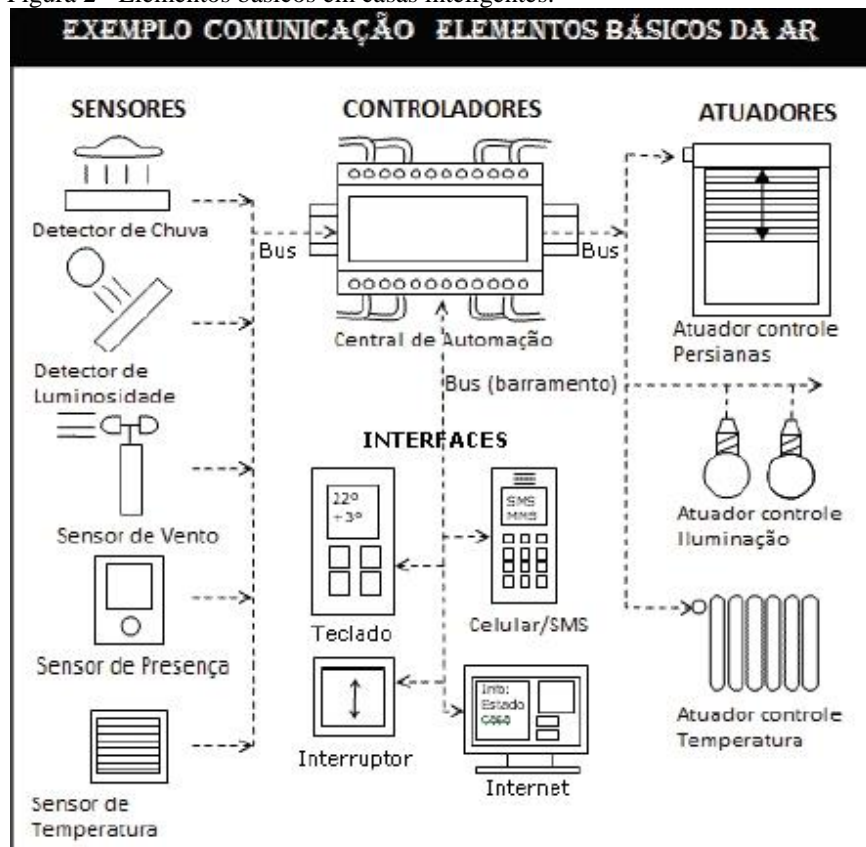 Figura 2 - Elementos básicos em casas inteligentes.
EXEMPLO COMUNICAÇÃO ELEMENTOS BÁSICOS DA AR
SENSORES
Detector de Chuva
Detector de
Luminosidade
Sensor de Vento
Sensor de Presença
Sensor de
Temperatura
CONTROLADORES
Bus
Bus
Central de Automação
Bus (barramento)
INTERFACES
22º
+3º
Teclado
SMS
MMS
Celular/SMS
Interruptor
Info:
Estado
Casa
Internet
ATUADORES
Atuador controle
Persianas
Atuador controle
Iluminação
Atuador controle
Temperatura